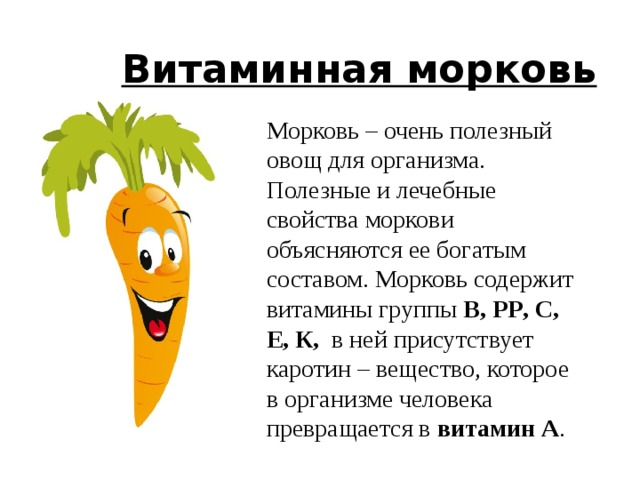 Витаминная морковь
Морковь – очень полезный
овощ для организма.
Полезные и лечебные
свойства моркови
объясняются ее богатым
составом. Морковь содержит
витамины группы В, РР, С,
Е, К, в ней присутствует
каротин – вещество, которое
в организме человека
превращается в витамин А.